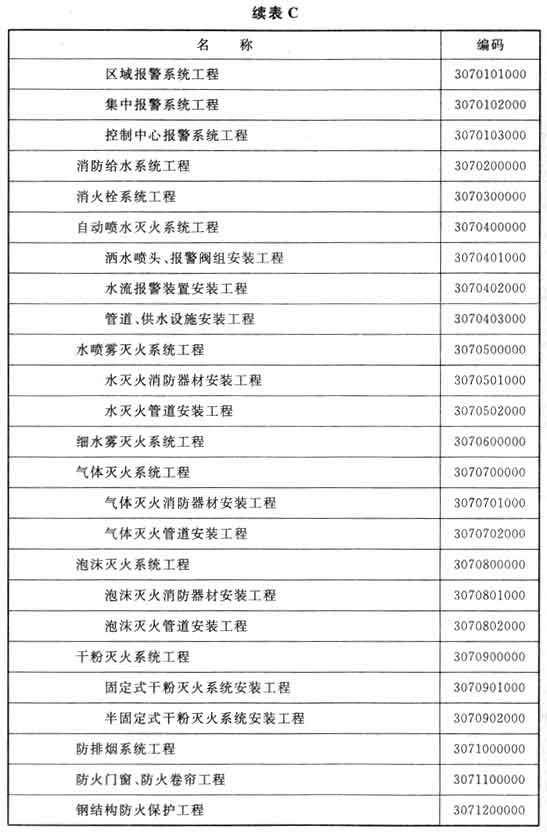 续表 C
名 称 编码
区域报警系统工程 3070101000
集中报警系统工程 3070102000
控制中心报警系统工程 3070103000
消防给水系统工程 3070200000
消火栓系统工程 3070300000
自动喷水灭火系统工程 3070400000
洒水喷头、报警阀组安装工程 3070401000
水流报警装置安装工程 3070402000
管道、供水设施安装工程 3070403000
水喷雾灭火系统工程 3070500000
水灭火消防器材安装工程 3070501000
水灭火管道安装工程 3070502000
细水雾灭火系统工程 3070600000
气体灭火系统工程 3070700000
气体灭火消防器材安装工程 3070701000
气体灭火管道安装工程 3070702000
泡沫灭火系统工程 3070800000
泡沫灭火消防器材安装工程 3070801000
泡沫灭火管道安装工程 3070802000
干粉灭火系统工程 3070900000
固定式干粉灭火系统安装工程 3070901000
半固定式干粉灭火系统安装工程 3070902000
防排烟系统工程 3071000000
防火门窗、防火卷帘工程 3071100000
钢结构防火保护工程 3071200000